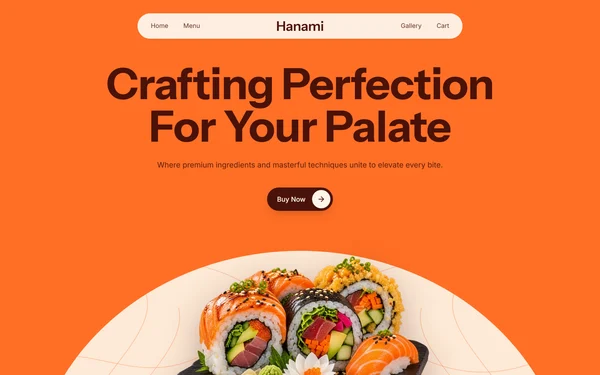 Home
Menu
Hanami
Gallery
Cart
Crafting Perfection
For Your Palate
Where premium ingredients and masterful techniques unite to elevate every bite.
Buy Now